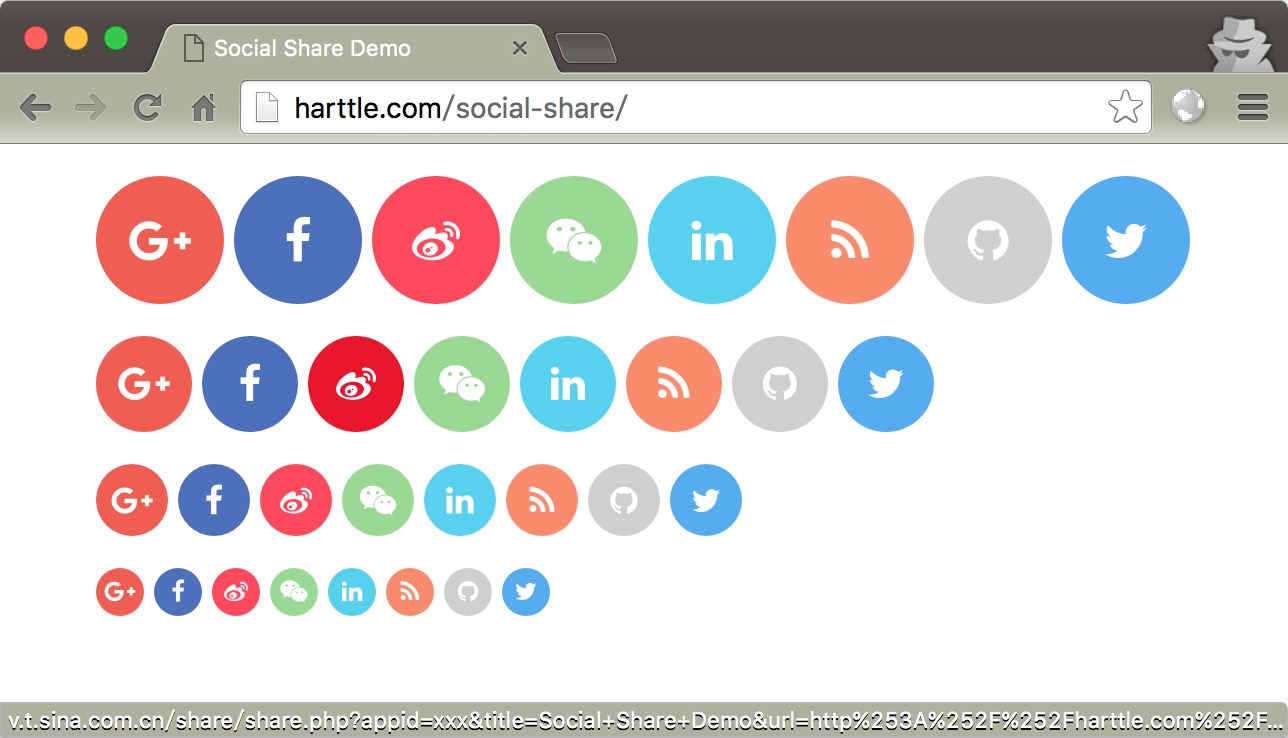 Social Share Demo
harttle.com/social-share/
G+ f in
G+ f in
G+ f in
G+ f in
v.t.sina.com.cn/share/share.php?appid=xxx&title=Social+Share+Demo&url=http%253A%252F%252Fharttle.com%252F...